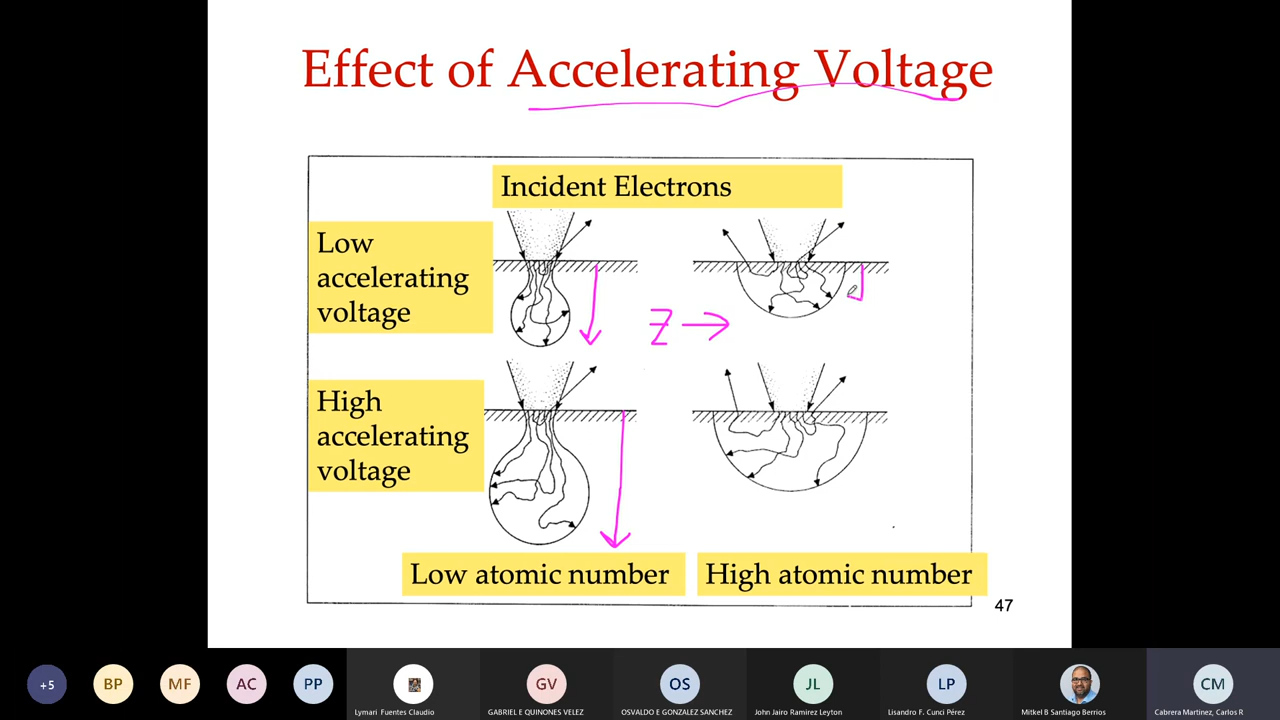 Effect of Accelerating Voltage
Incident Electrons
Low
accelerating
voltage
Z
High
accelerating
voltage
Low atomic number
High atomic number
47
+5
BP
MF
AC
PP
GV
OS
JL
LP
CM
Lymari Fuentes Claudio
GABRIEL E QUINONES VELEZ
OSVALDO E GONZALEZ SANCHEZ
John Jairo Ramirez Leyton
Lisandro F. Cunci Pérez
Mitkel B Santiago Berrios
Cabrera Martinez, Carlos R